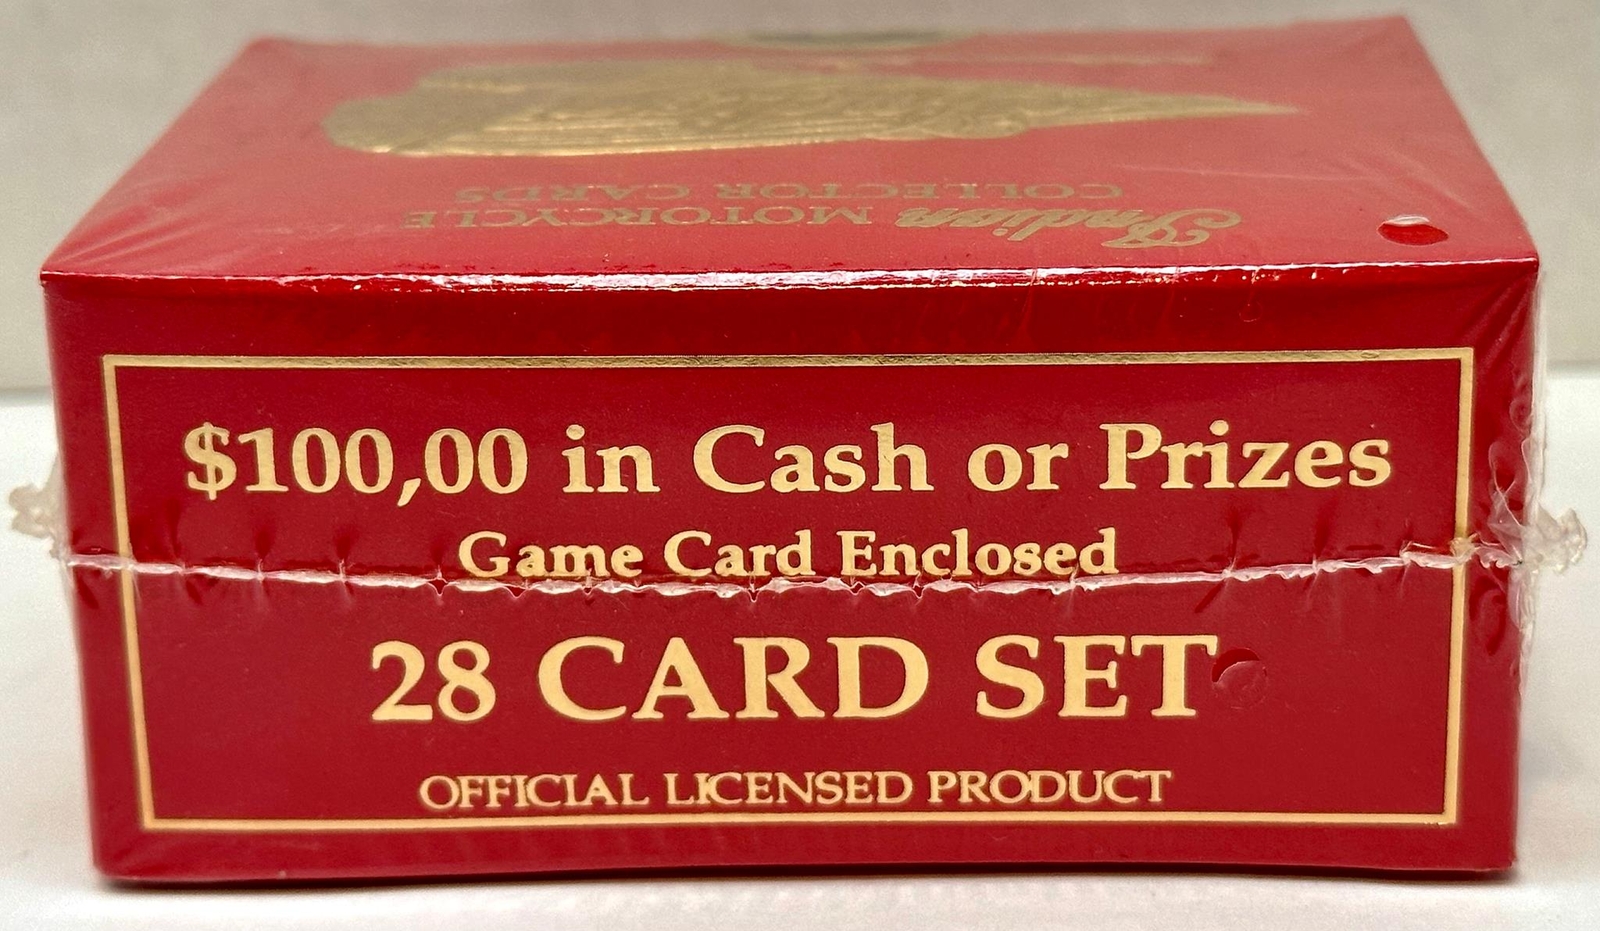 Indian MOTORCYCLE
COLLECTOR CARDS
$100,00 in Cash or Prizes
Game Card Enclosed
28 CARD SET
OFFICIAL LICENSED PRODUCT